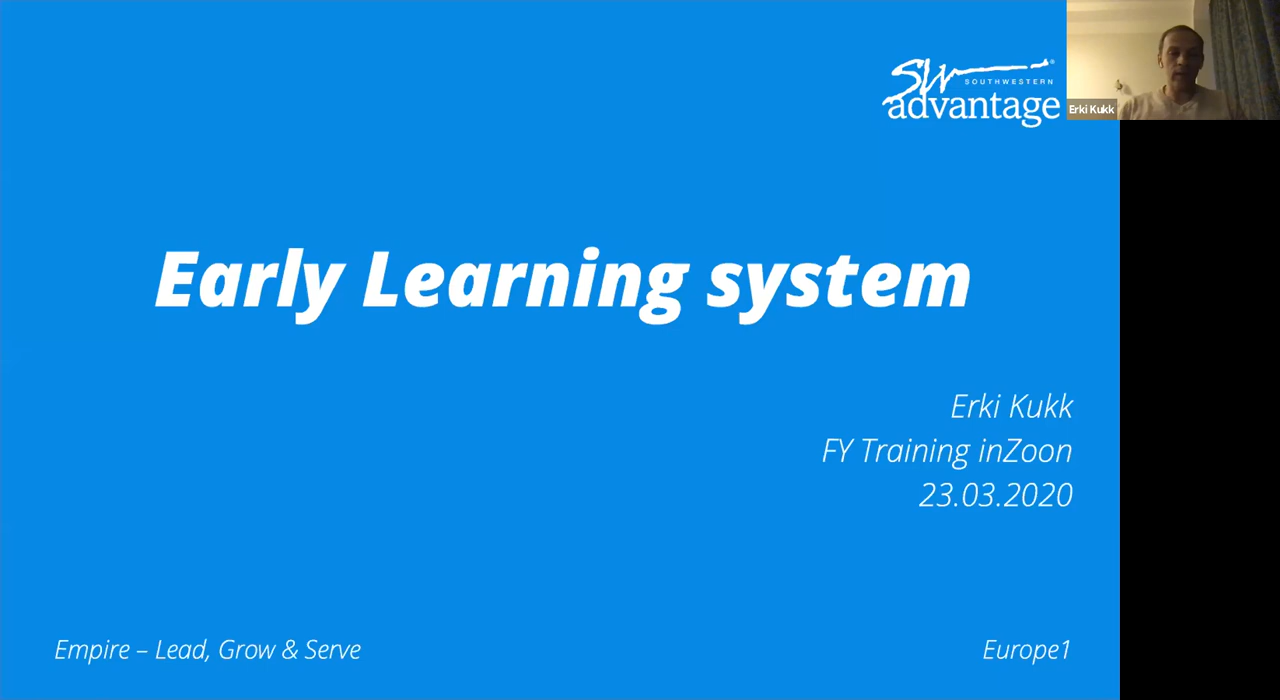 SW
SOUTHWESTERN
advantage
Erki Kukk
Early Learning system
Erki Kukk
FY Training inZoon
23.03.2020
Empire – Lead, Grow & Serve
Europe1